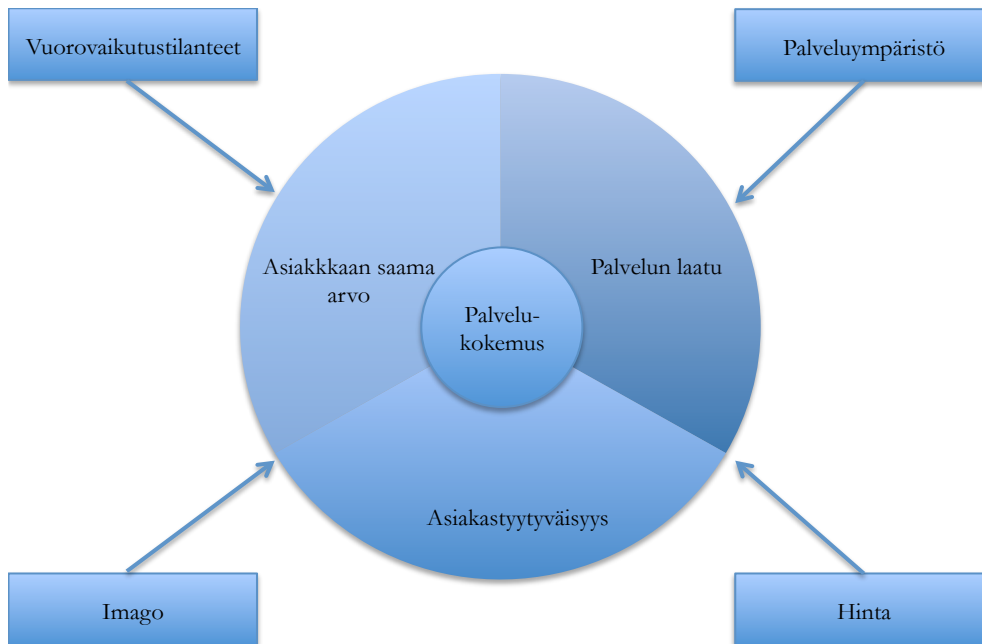 Vuorovaikutustilanteet
Palveluympäristö
Asiakkkaan saama
arvo
Palvelun laatu
Palvelu-
kokemus
Asiakastyytyväisyys
Imago
Hinta